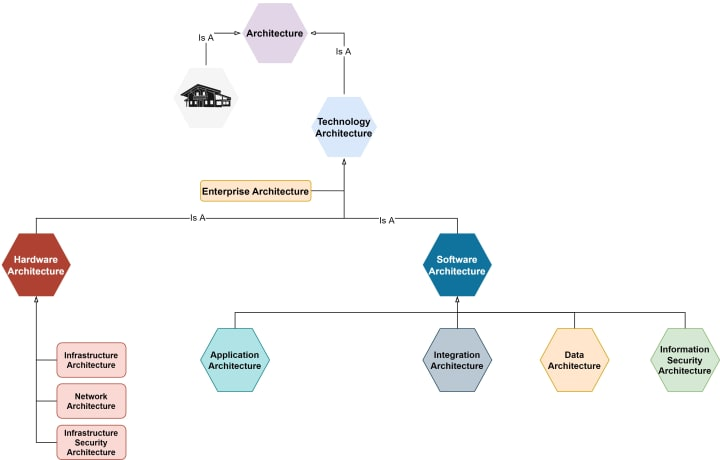 Architecture
Is A
Is A
Technology
Architecture
Enterprise Architecture
Is A
Is A
Hardware
Architecture
Software
Architecture
Application
Architecture
Integration
Architecture
Data
Architecture
Information
Security
Architecture
Infrastructure
Architecture
Network
Architecture
Infrastructure
Security
Architecture